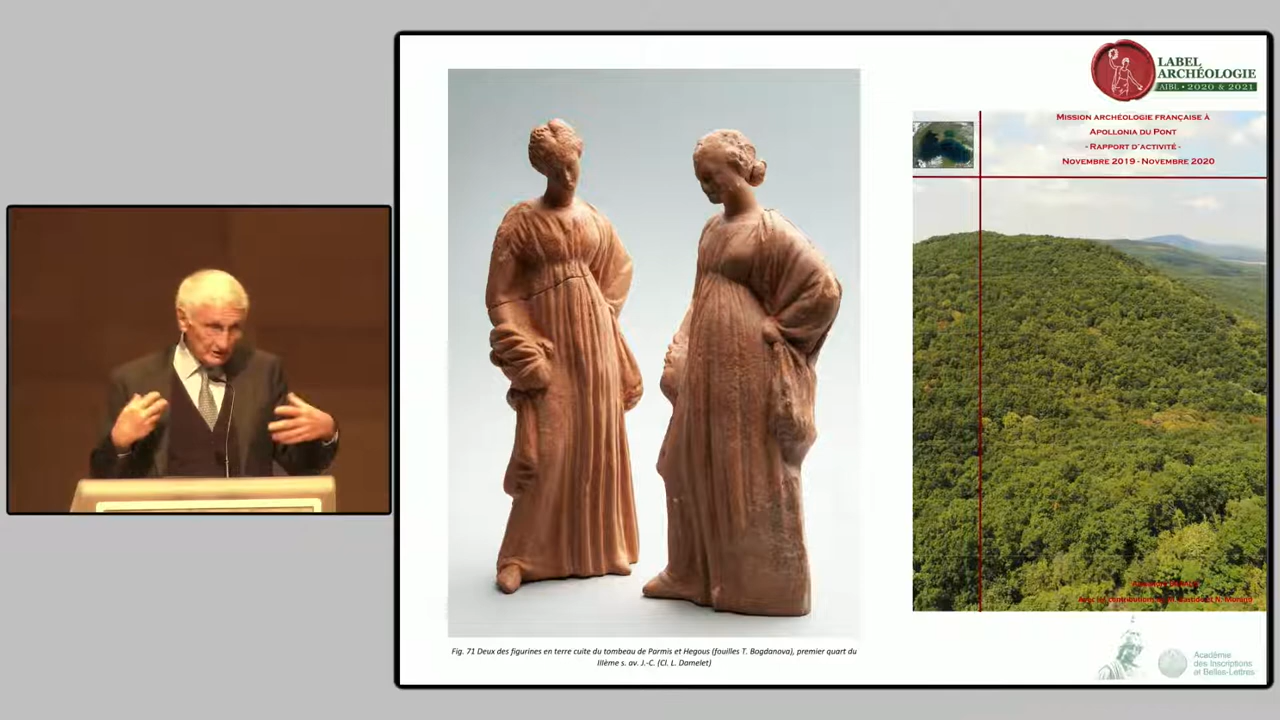 LABEL
ARCHÉOLOGIE
AIBL • 2020 & 2021
MISSION ARCHÉOLOGIE FRANÇAISE À
APOLLONIA DU PONT
- RAPPORT D'ACTIVITÉ -
NOVEMBRE 2019 - NOVEMBRE 2020
Fig. 71 Deux des figurines en terre cuite du tombeau de Parmis et Hegous (fouilles T. Bogdanova), premier quart du
IIIème s. av. J.-C. (Cl. L. Damelet)
Académie
des Inscriptions
et Belles-Lettres